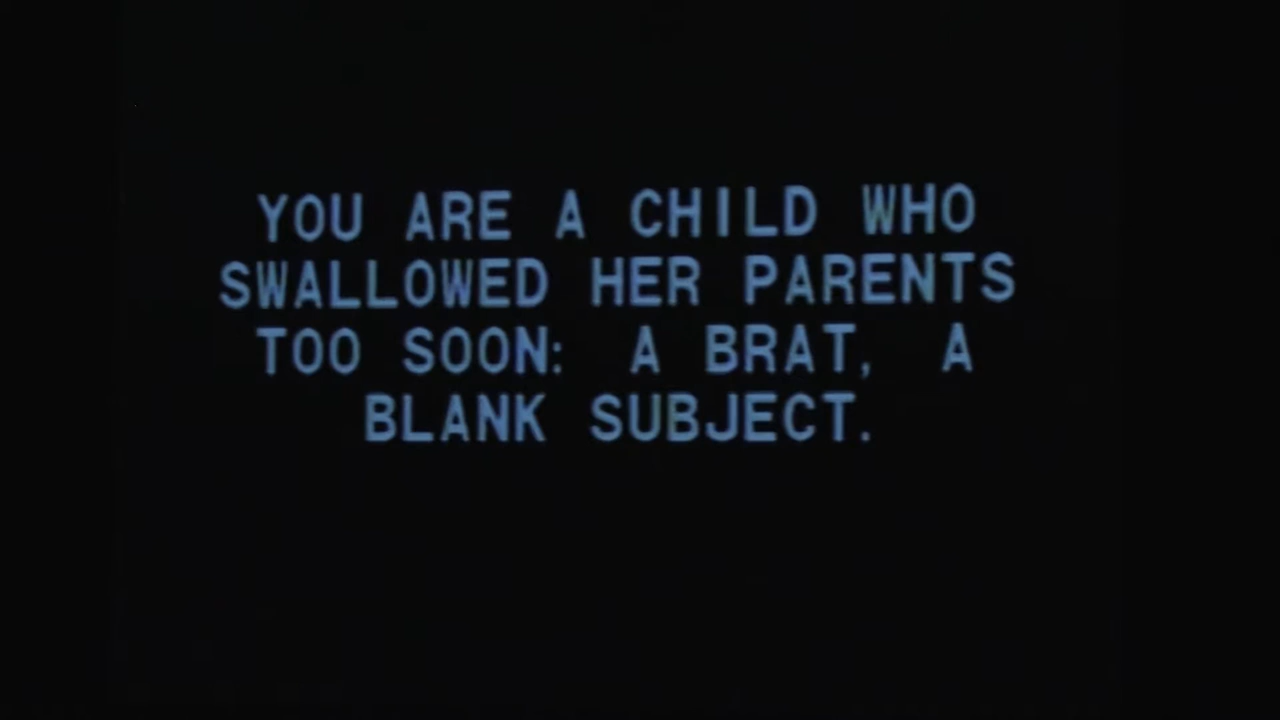 YOU ARE A CHILD WHO
SWALLOWED HER PARENTS
TOO SOON: A BRAT, A
BLANK SUBJECT.